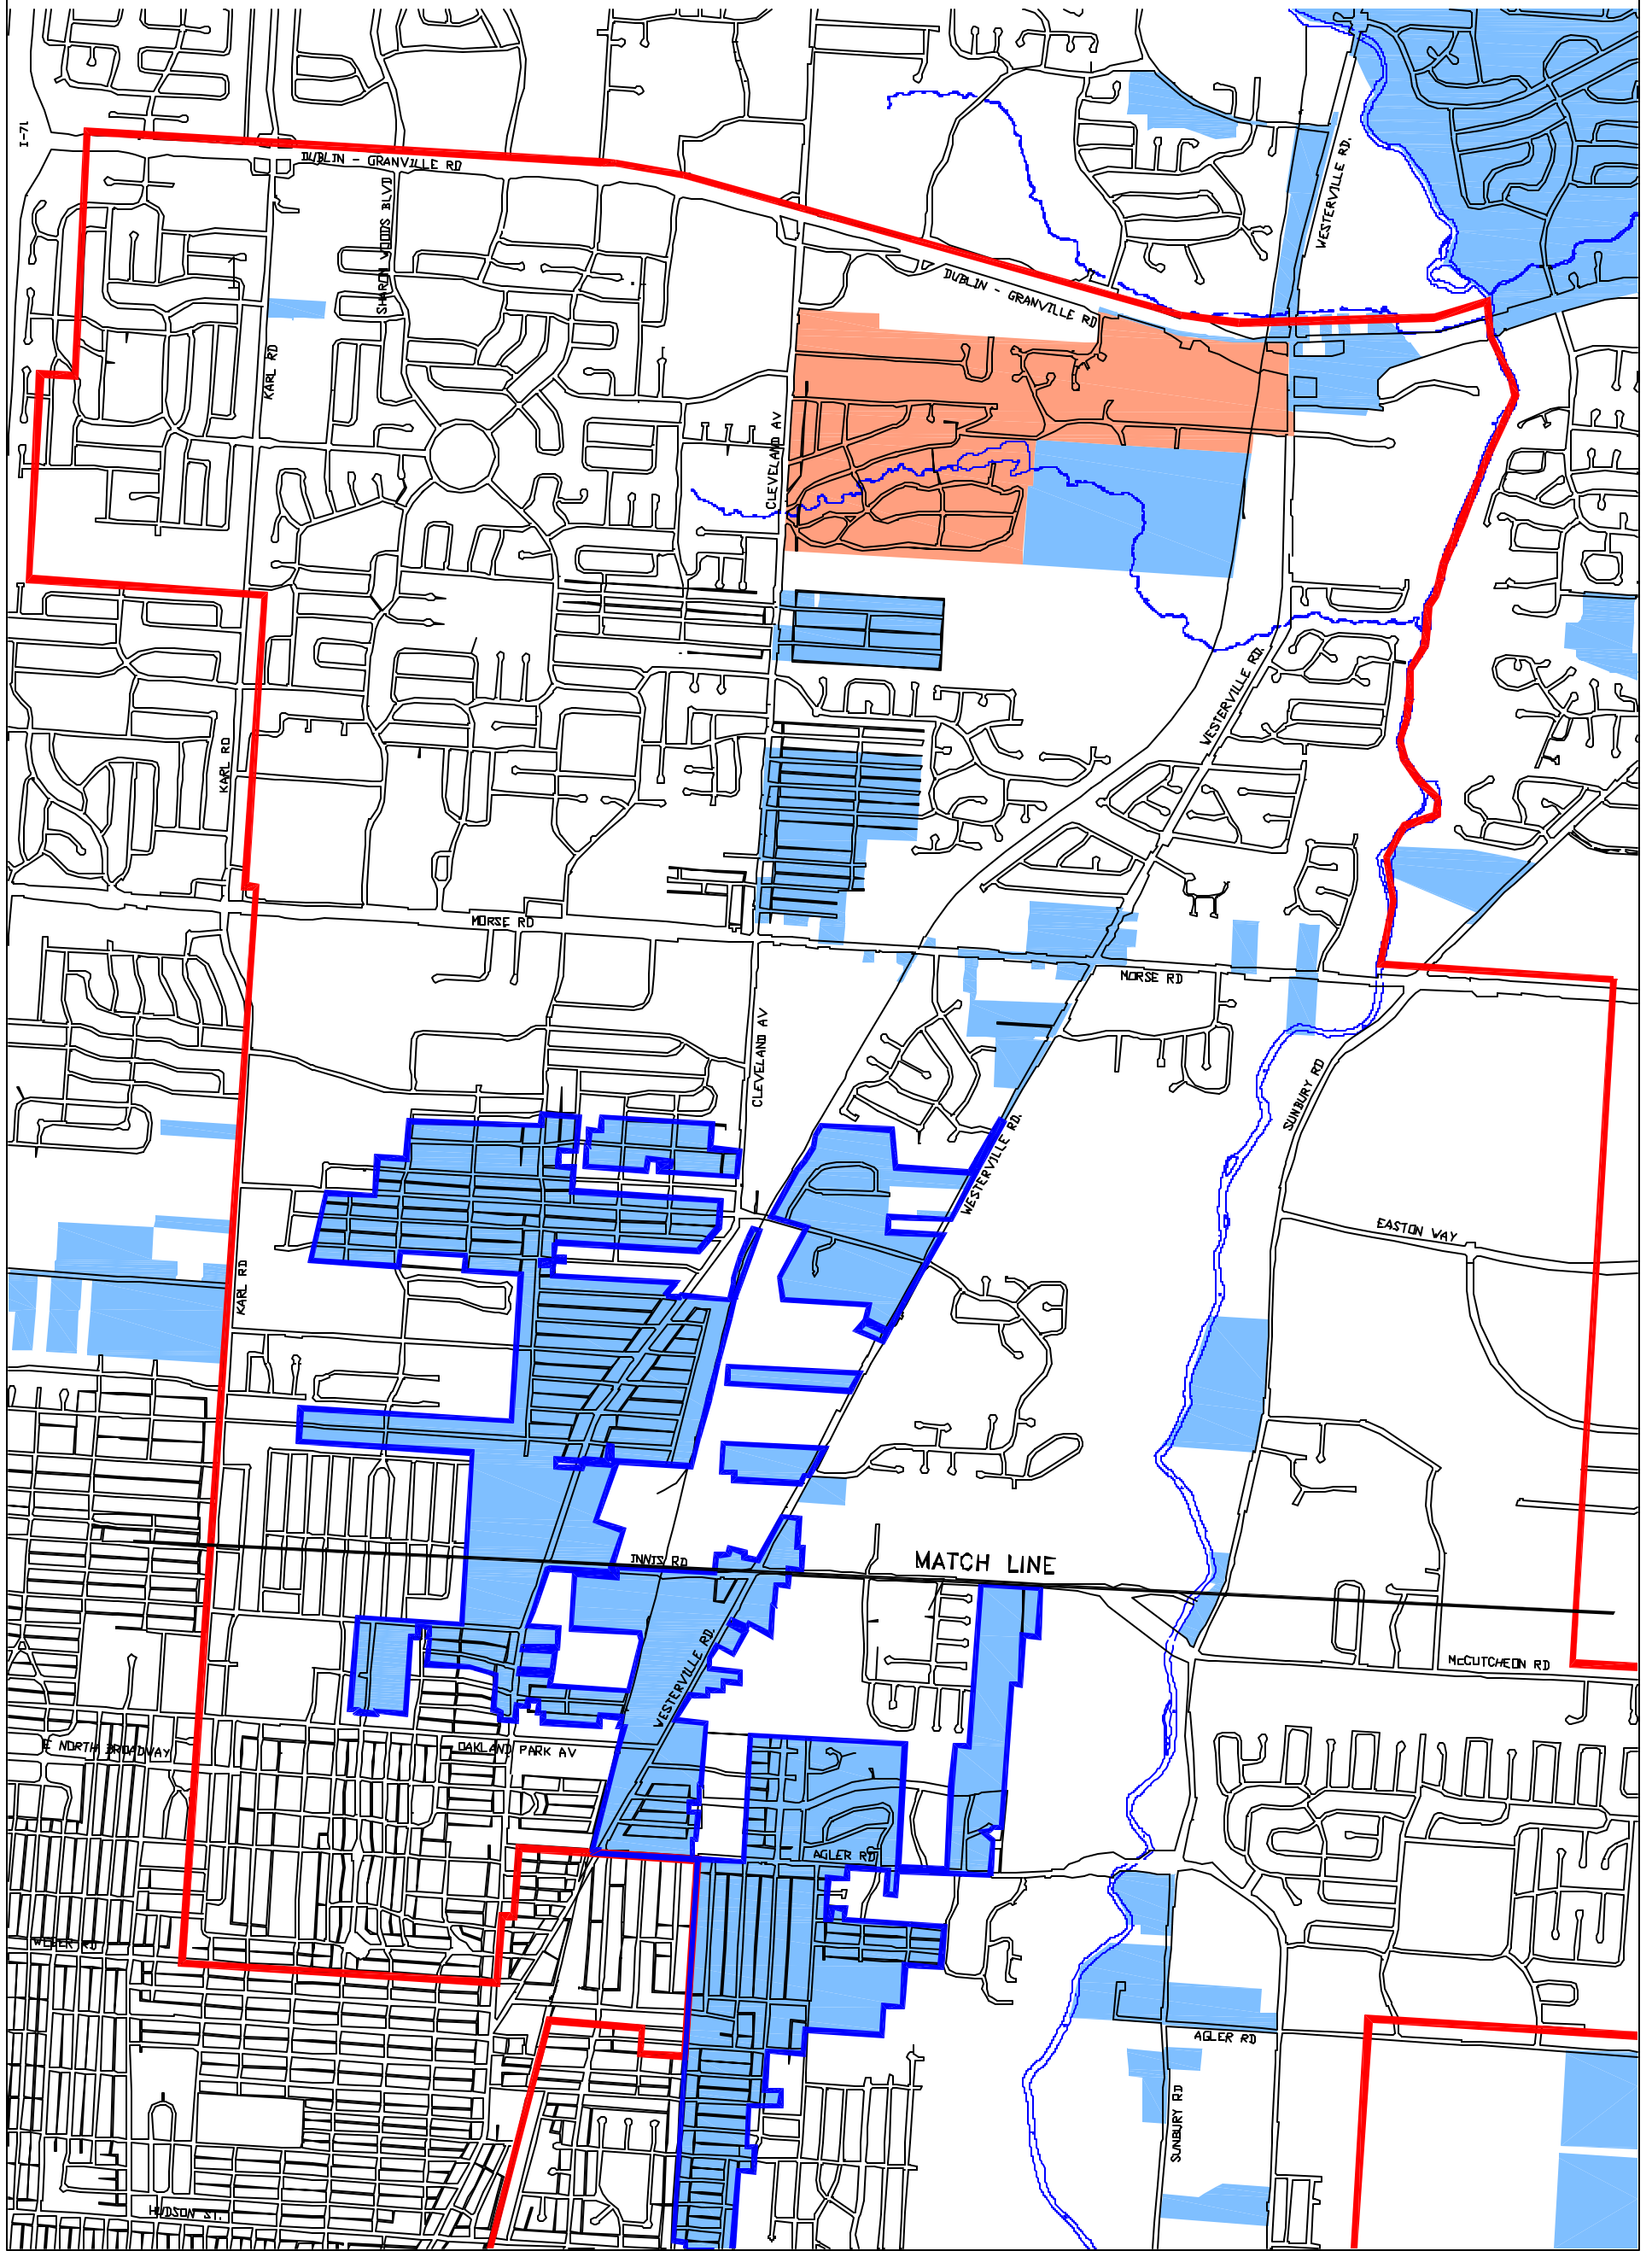 I-71
DUBLIN - GRANVILLE RD
WESTERVILLE RD.
SHARON WOODS BLVD
DUBLIN - GRANVILLE RD
KARL RD
CLEVELAND AV
WESTERVILLE RD.
KARL RD
MORSE RD
MORSE RD
CLEVELAND AV
SUNBURY RD
WESTERVILLE RD.
EASTON WAY
KARL RD
INNIS RD
MATCH LINE
WESTERVILLE RD.
McCUTCHEON RD
E NORTH BROADWAY
OAKLAND PARK AV
AGLER RD
WEBER RD
AGLER RD
SUNBURY RD
HUDSON ST.